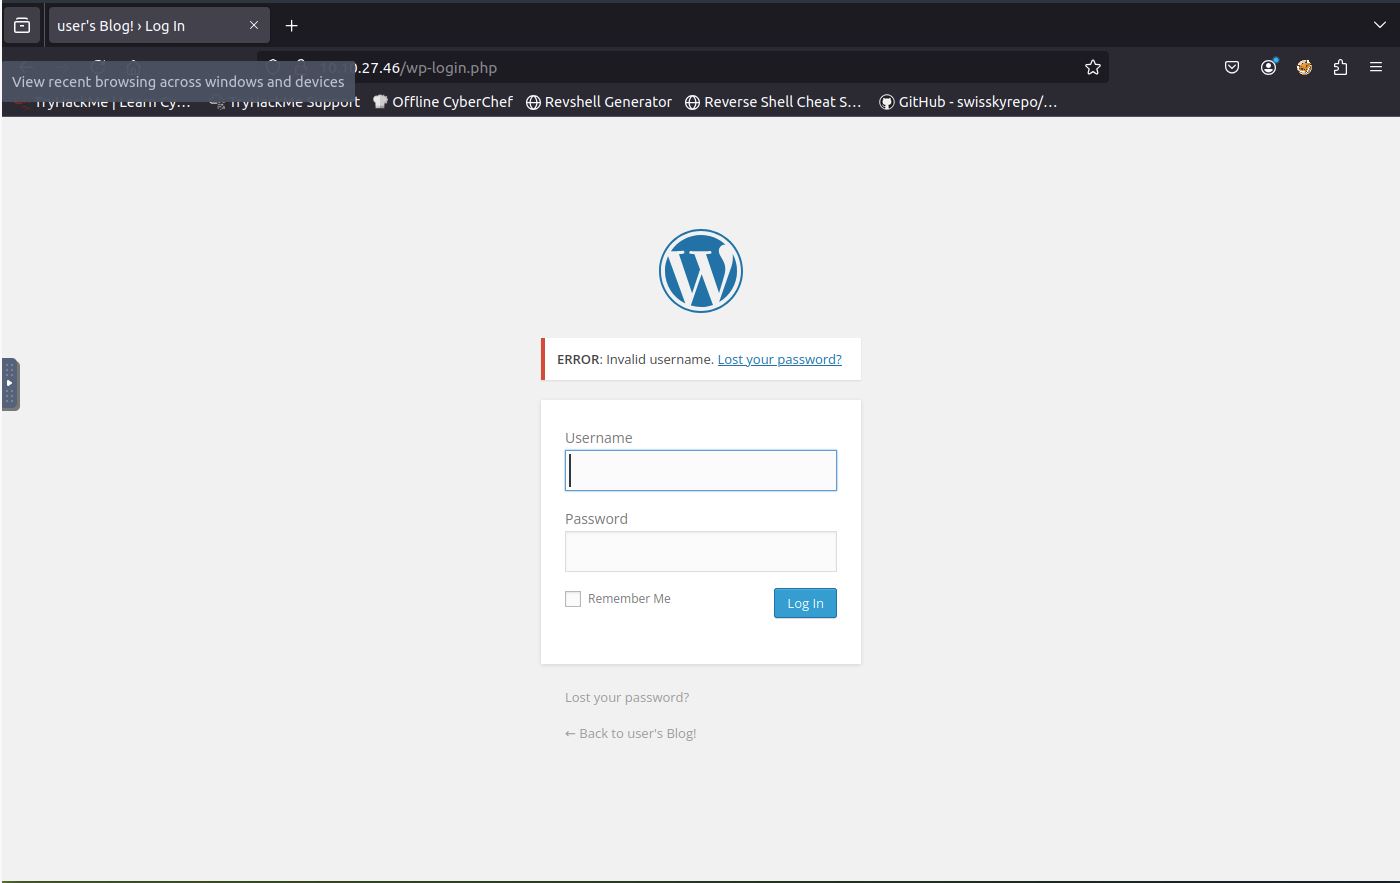 user's Blog! › Log In
.27.46/wp-login.php
View recent browsing across windows and devices
TryHackMe | Learn Cy… TryHackMe Support Offline CyberChef Revshell Generator Reverse Shell Cheat S… GitHub - swisskyrepo/…
ERROR: Invalid username. Lost your password?
Username
Password
Remember Me
Log In
Lost your password?
← Back to user's Blog!